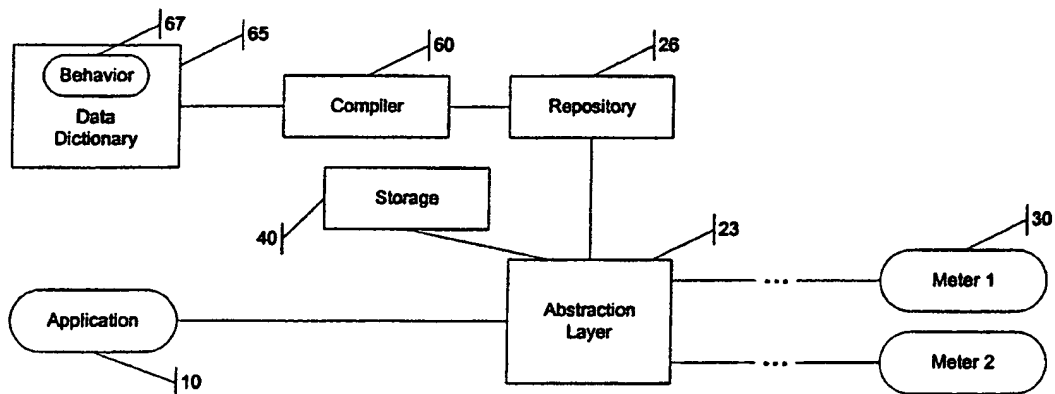 67
65
60
26
Behavior
Data
Dictionary
Compiler
Repository
Storage
40
23
30
Application
Abstraction
Layer
...
Meter 1
...
Meter 2
10